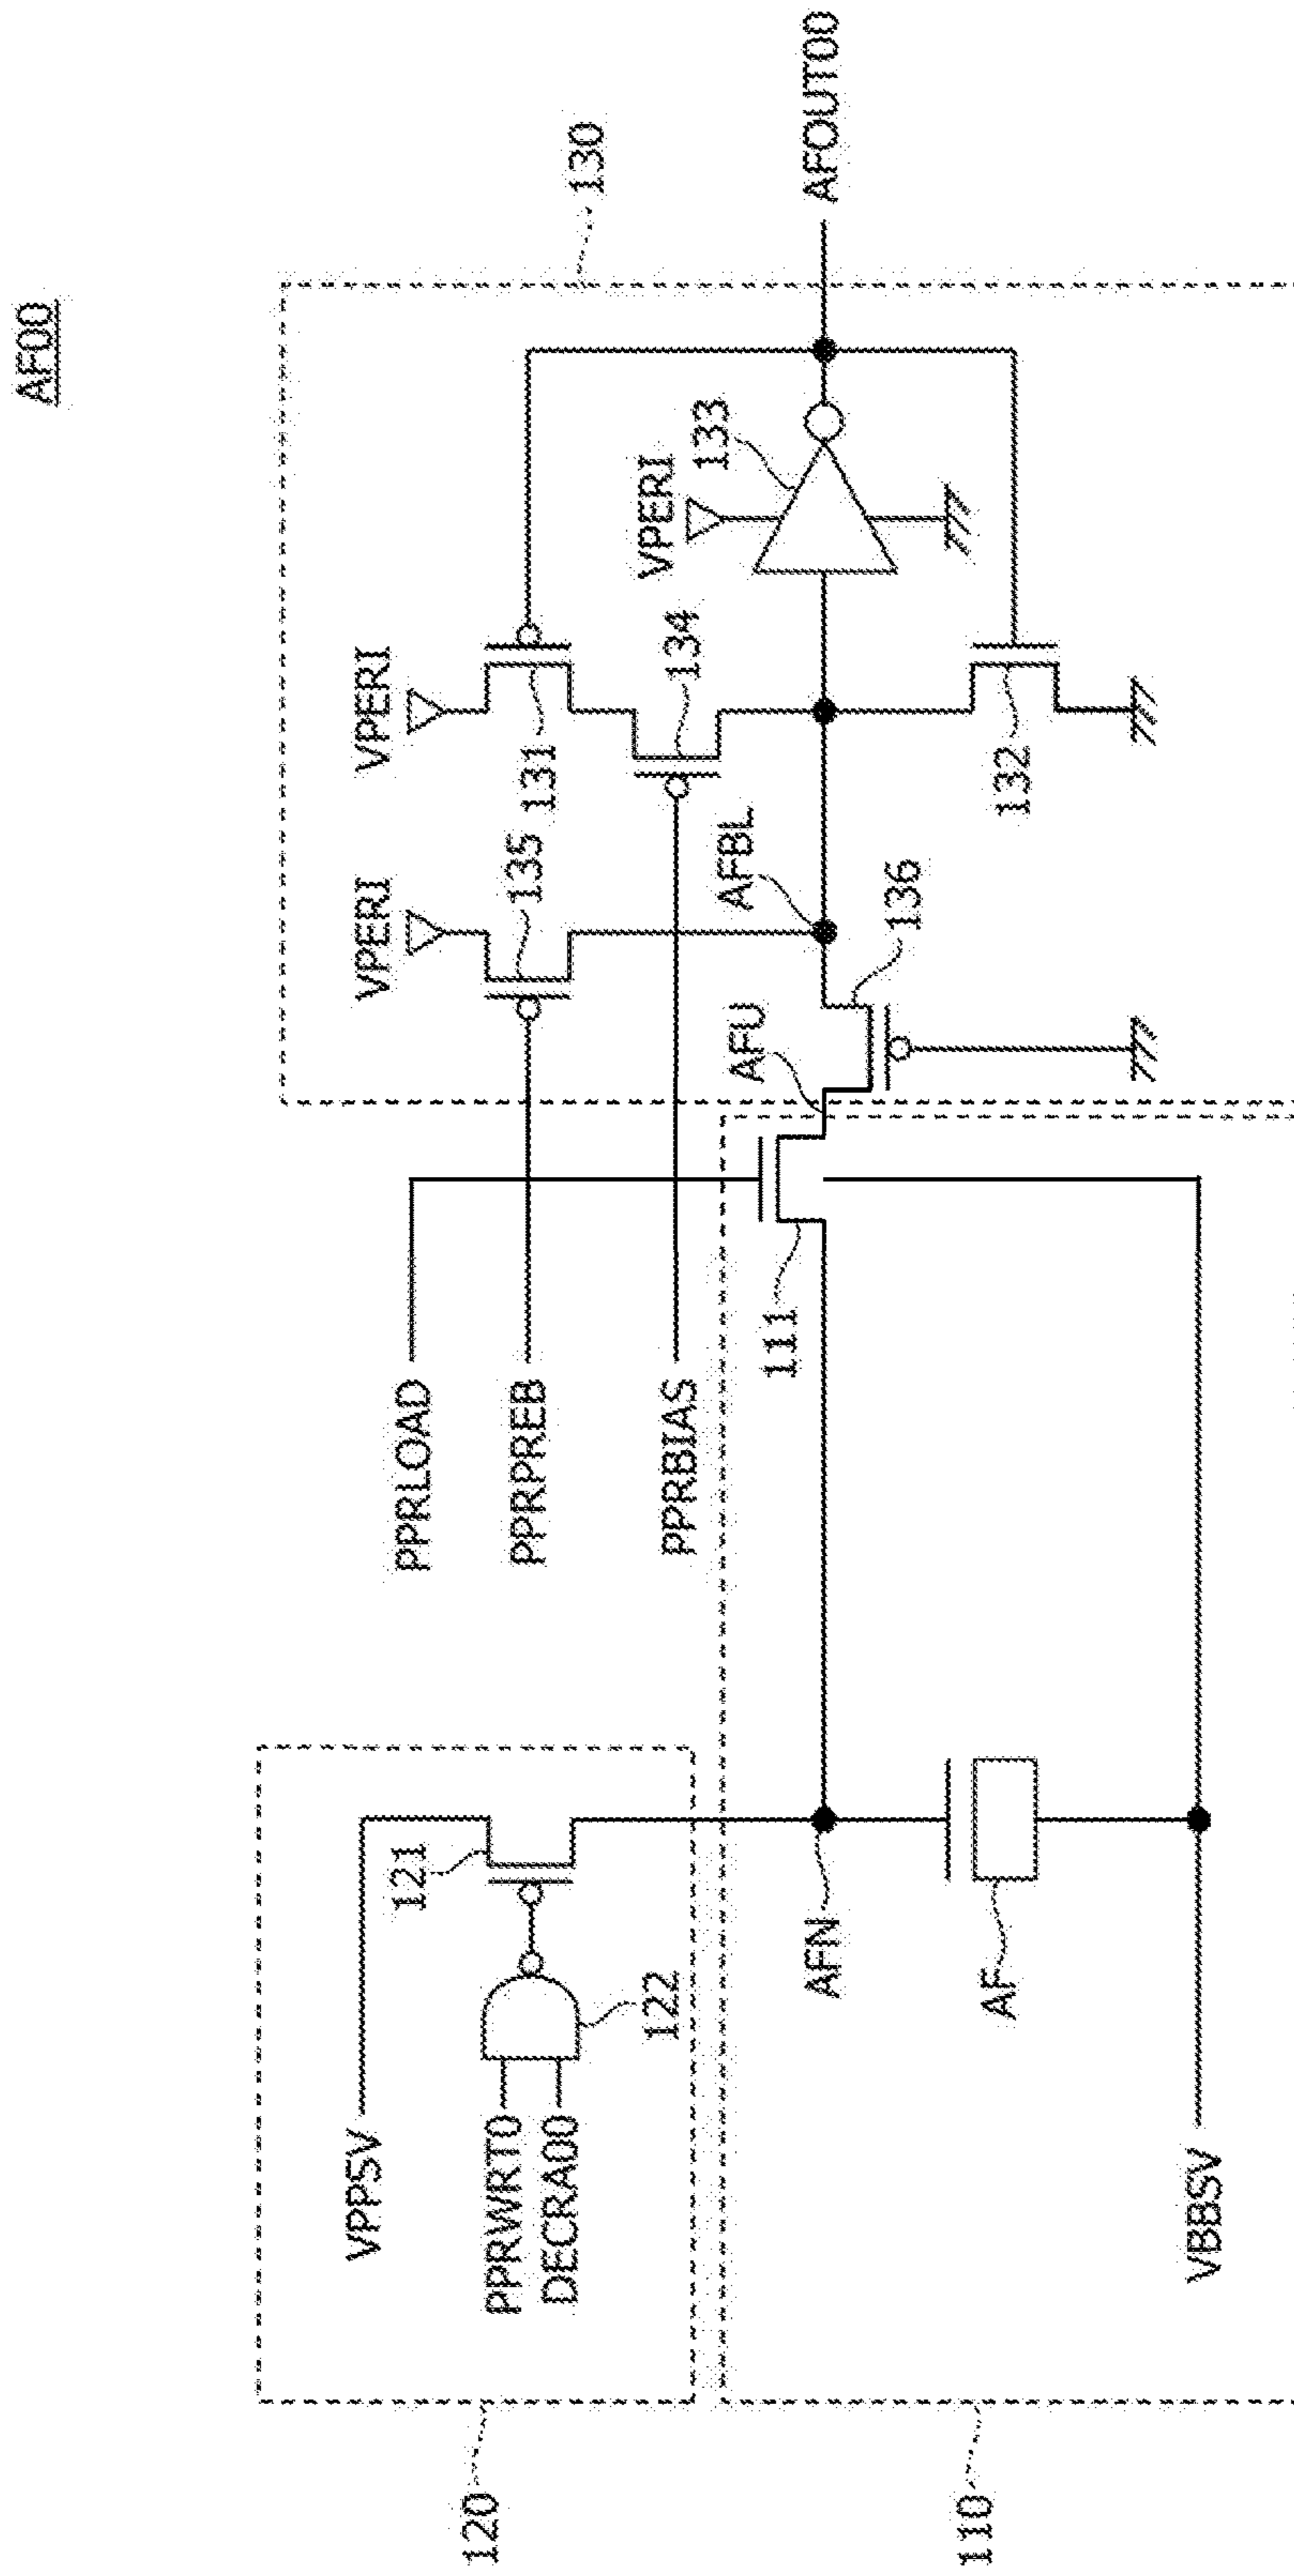 AF00
120
VPPSV
121
PPRWRT0
DECRA00
122
110
AFN
AF
VBBSV
PPRLOAD
PPRPREB
PPRBIAS
111
130
VPERI
VPERI
135
131
134
VPERI
133
AFU
AFBL
136
132
AFOUT00